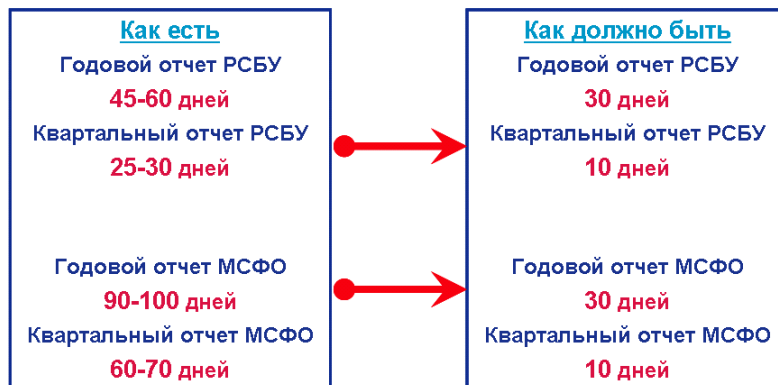 Как есть
Годовой отчет РСБУ
45-60 дней
Квартальный отчет РСБУ
25-30 дней
Годовой отчет МСФО
90-100 дней
Квартальный отчет МСФО
60-70 дней
Как должно быть
Годовой отчет РСБУ
30 дней
Квартальный отчет РСБУ
10 дней
Годовой отчет МСФО
30 дней
Квартальный отчет МСФО
10 дней